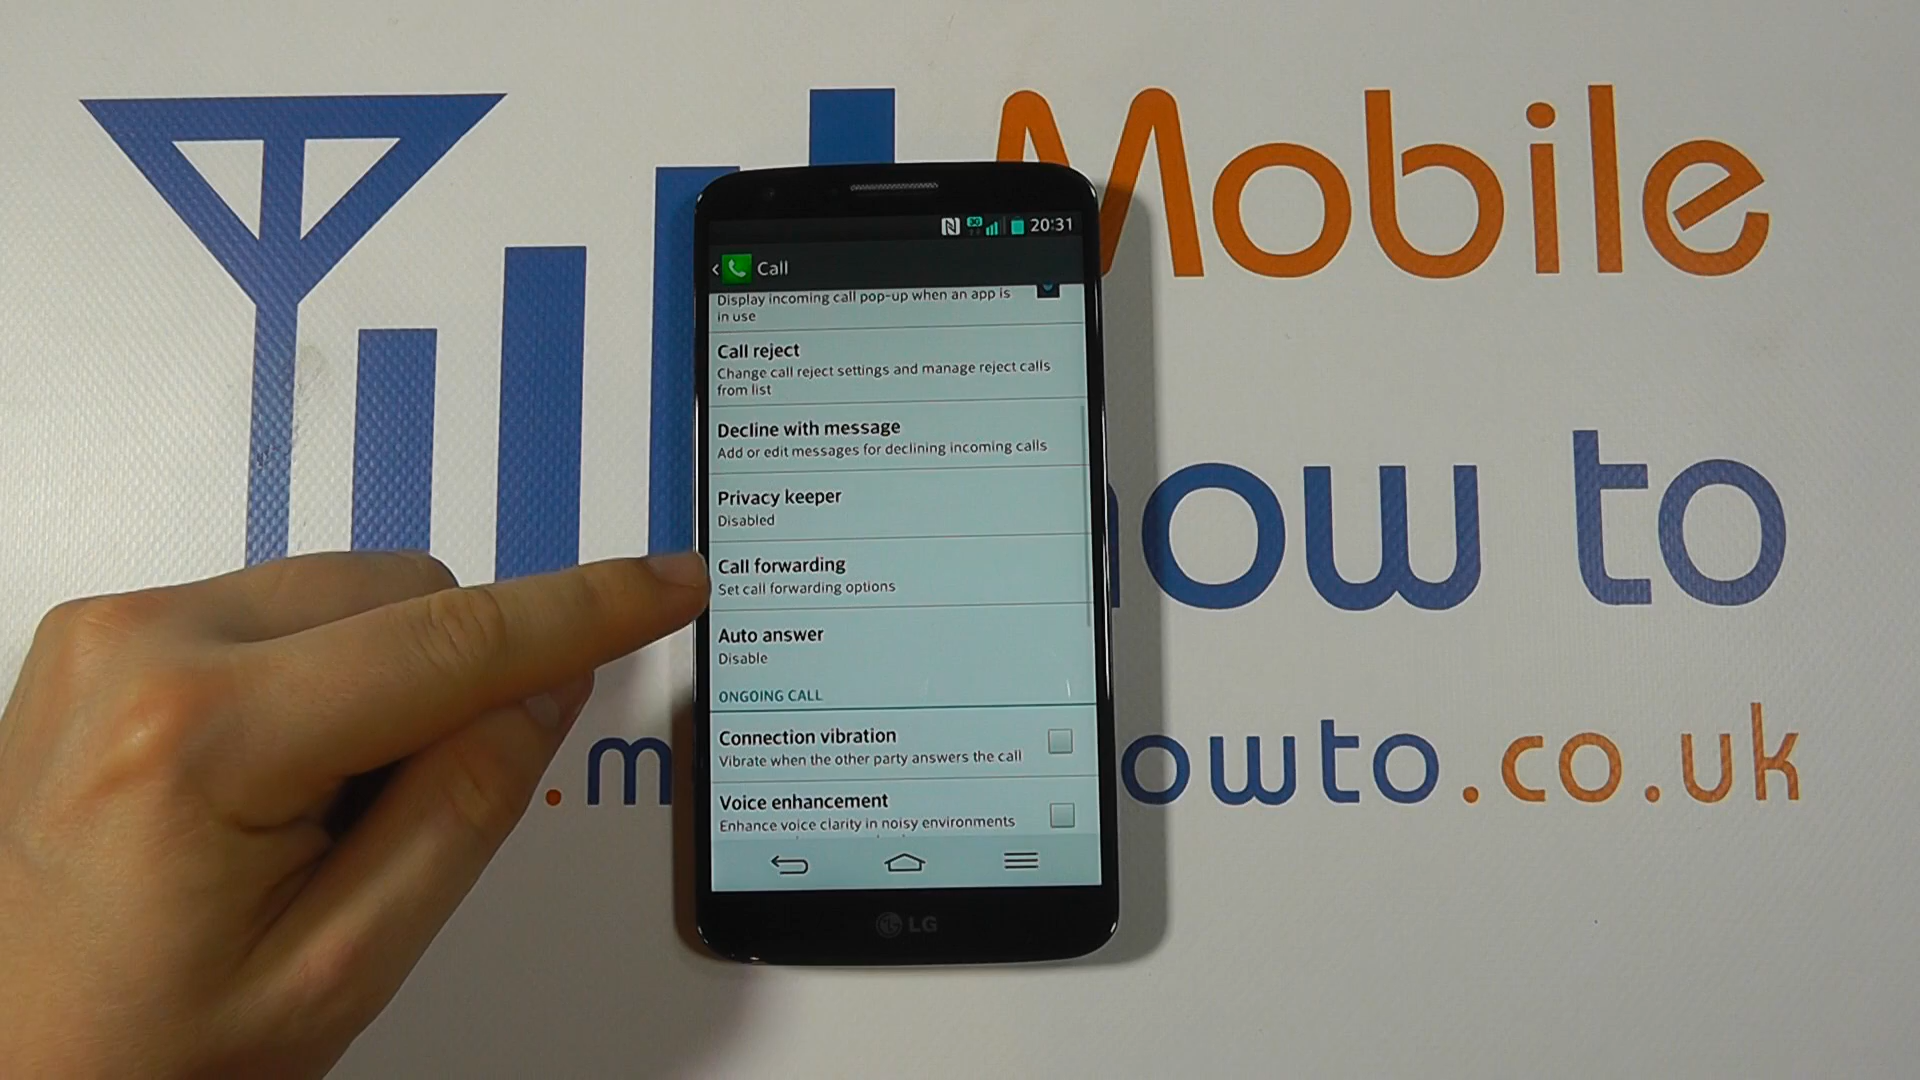 Mobile
how to
.m owto.co.uk
3G 20:31
Call
Display incoming call pop-up when an app is
in use
Call reject
Change call reject settings and manage reject calls
from list
Decline with message
Add or edit messages for declining incoming calls
Privacy keeper
Disabled
Call forwarding
Set call forwarding options
Auto answer
Disable
ONGOING CALL
Connection vibration
Vibrate when the other party answers the call
Voice enhancement
Enhance voice clarity in noisy environments
LG